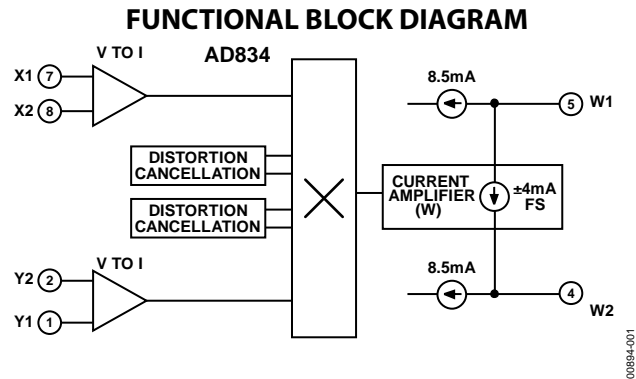 FUNCTIONAL BLOCK DIAGRAM
V TO I
AD834
X1 7
X2 8
8.5mA
5 W1
DISTORTION
CANCELLATION
DISTORTION
CANCELLATION
CURRENT
AMPLIFIER
(W)
±4mA
FS
V TO I
Y2 2
Y1 1
8.5mA
4
W2
00894-001